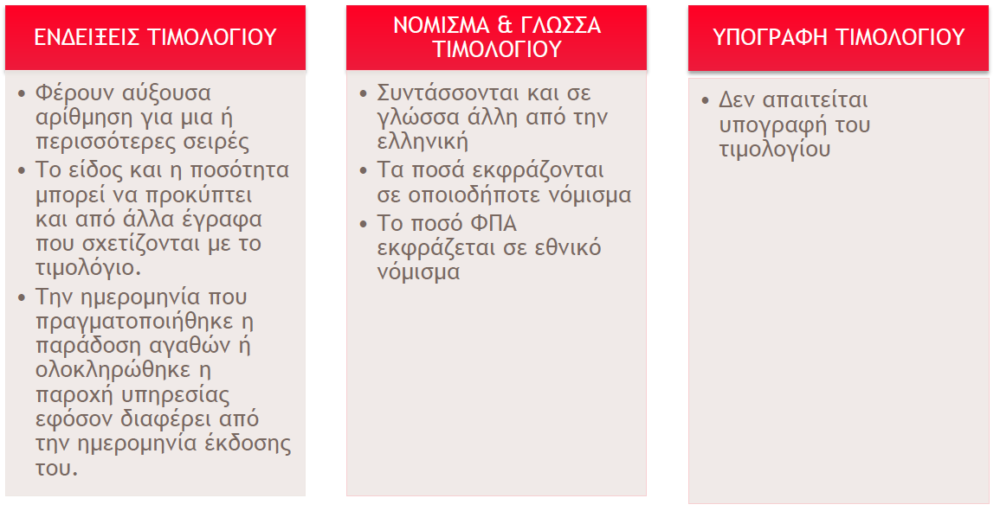 ΕΝΔΕΙΞΕΙΣ ΤΙΜΟΛΟΓΙΟΥ
• Φέρουν αύξουσα
αρίθμηση για μια ή
περισσότερες σειρές
• Το είδος και η ποσότητα
μπορεί να προκύπτει
και από άλλα έγραφα
που σχετίζονται με το
τιμολόγιο.
• Την ημερομηνία που
πραγματοποιήθηκε η
παράδοση αγαθών ή
ολοκληρώθηκε η
παροχή υπηρεσίας
εφόσον διαφέρει από
την ημερομηνία έκδοσης
του.
ΝΟΜΙΣΜΑ & ΓΛΩΣΣΑ
ΤΙΜΟΛΟΓΙΟΥ
• Συντάσσονται και σε
γλώσσα άλλη από την
ελληνική
• Τα ποσά εκφράζονται
σε οποιοδήποτε νόμισμα
• Το ποσό ΦΠΑ
εκφράζεται σε εθνικό
νόμισμα
ΥΠΟΓΡΑΦΗ ΤΙΜΟΛΟΓΙΟΥ
• Δεν απαιτείται
υπογραφή του
τιμολογίου